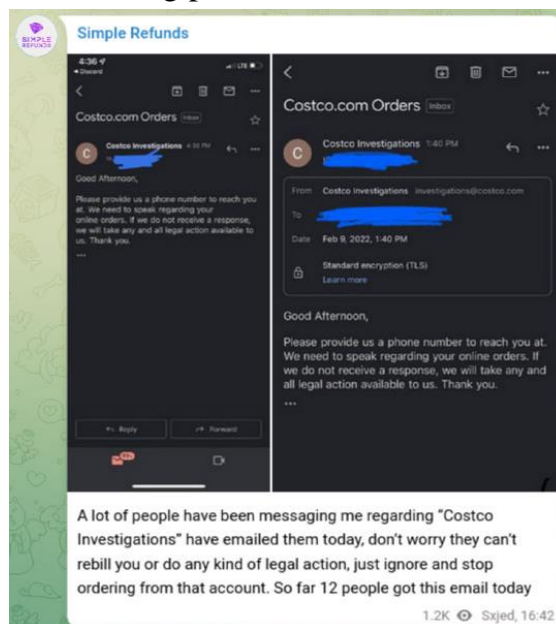 SIMPLE
REFUNDS
Simple Refunds
4:36
Discord
LTE
Costco.com Orders Inbox
C
Costco Investigations 4:30 PM
Good Afternoon,
Please provide us a phone number to reach you
at. We need to speak regarding your
online orders. If we do not receive a response,
we will take any and all legal action available to
us. Thank you.
...
Reply
Forward
Costco.com Orders Inbox
C
Costco Investigations 1:40 PM
From Costco Investigations investigations@costco.com
To
Date Feb 9, 2022, 1:40 PM
Standard encryption (TLS)
Learn more
Good Afternoon,
Please provide us a phone number to reach you at.
We need to speak regarding your online orders. If
we do not receive a response, we will take any and
all legal action available to us. Thank you.
...
A lot of people have been messaging me regarding “Costco
Investigations” have emailed them today, don’t worry they can’t
rebill you or do any kind of legal action, just ignore and stop
ordering from that account. So far 12 people got this email today
1.2K Sxjed, 16:42